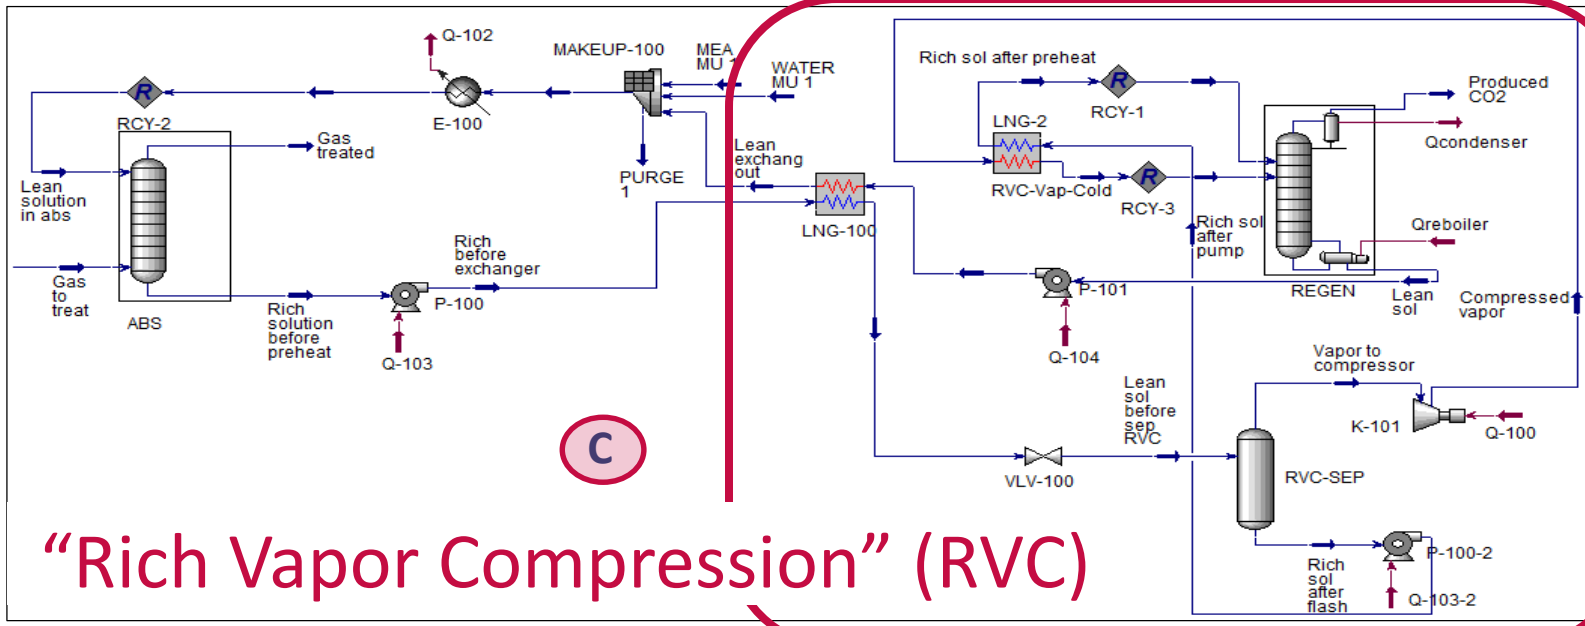 Q-102
MAKEUP-100
MEA
MU 1
WATER
MU 1
R
RCY-2
E-100
Gas
treated
PURGE
1
Lean
exchang
out
Lean
solution
in abs
Gas
to
treat
ABS
Rich
before
exchanger
P-100
Rich
solution
before
preheat
Q-103
LNG-100
Rich sol after preheat
R
RCY-1
LNG-2
RVC-Vap-Cold
R
RCY-3
Produced
CO2
Qcondenser
Qreboiler
Rich sol
after
pump
REGEN
P-101
Lean
sol
Compressed
vapor
Q-104
Vapor to
compressor
K-101
Q-100
Lean
sol
before
sep
RVC
VLV-100
RVC-SEP
P-100-2
Rich
sol
after
flash
Q-103-2
C
“Rich Vapor Compression” (RVC)